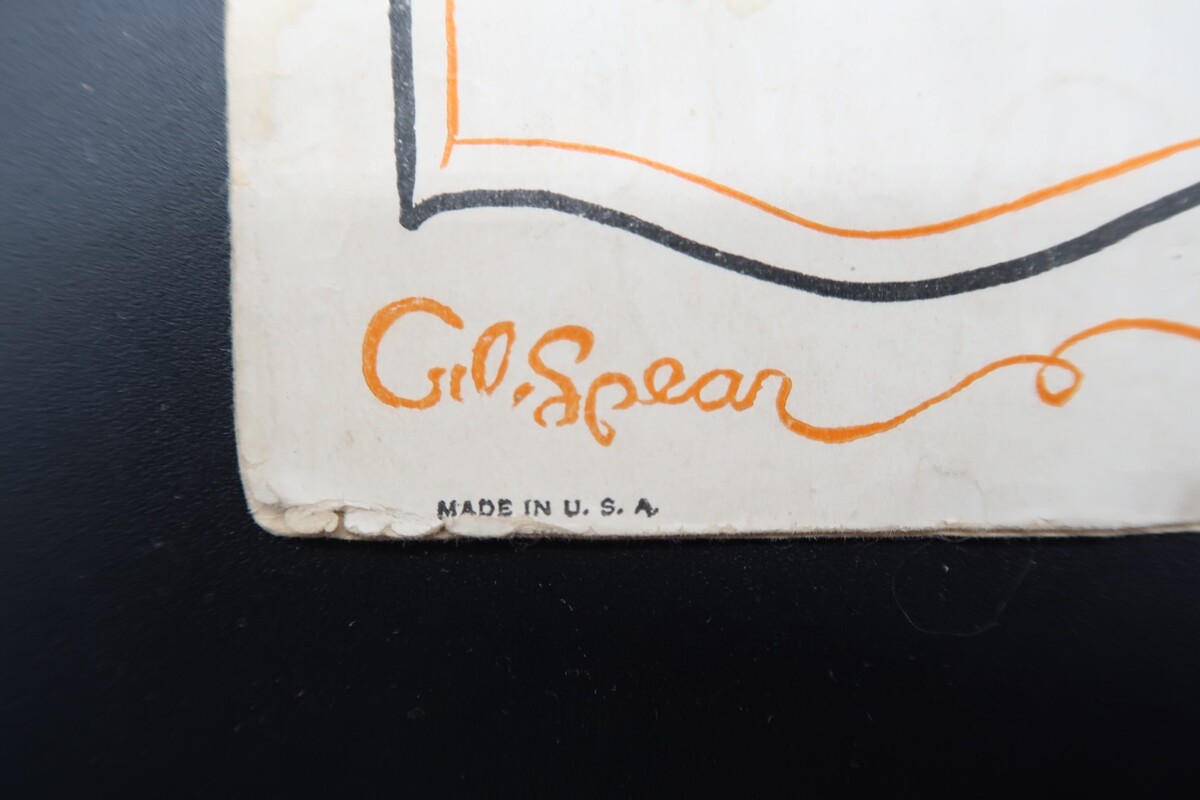 Gil Spear
MADE IN U. S. A.